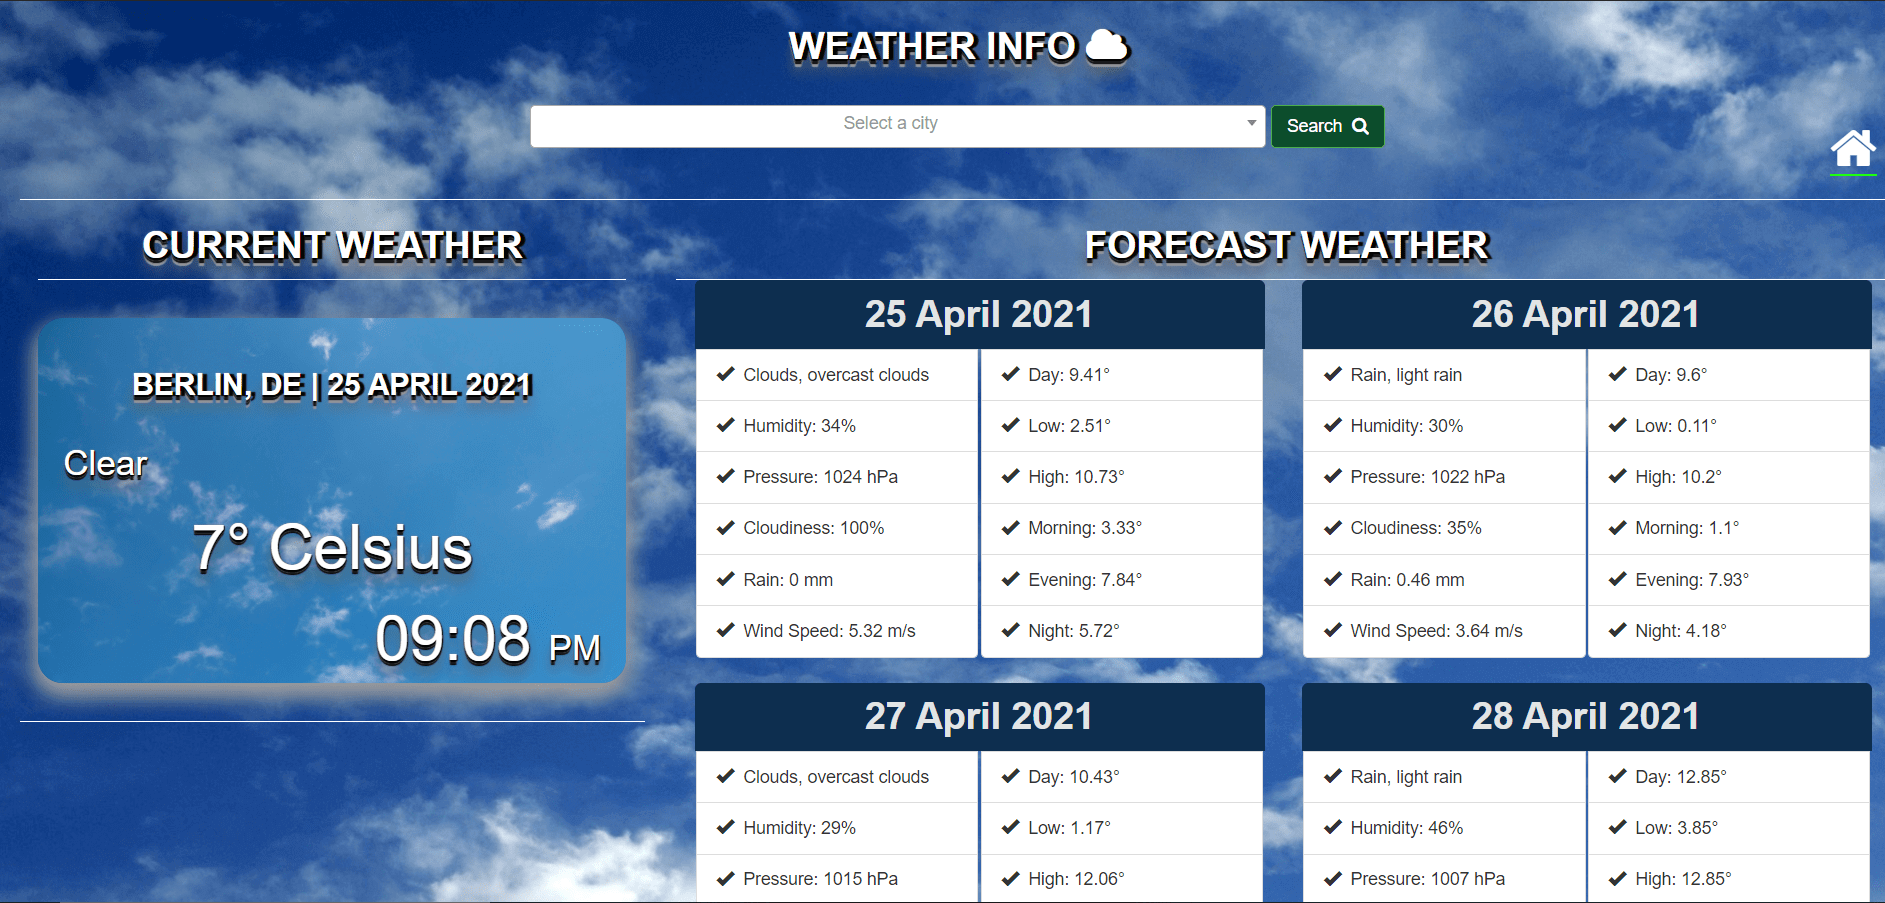 WEATHER INFO
Select a city
Search
CURRENT WEATHER
BERLIN, DE | 25 APRIL 2021
Clear
7° Celsius
09:08 PM
FORECAST WEATHER
25 April 2021
Clouds, overcast clouds
Humidity: 34%
Pressure: 1024 hPa
Cloudiness: 100%
Rain: 0 mm
Wind Speed: 5.32 m/s
Day: 9.41°
Low: 2.51°
High: 10.73°
Morning: 3.33°
Evening: 7.84°
Night: 5.72°
26 April 2021
Rain, light rain
Humidity: 30%
Pressure: 1022 hPa
Cloudiness: 35%
Rain: 0.46 mm
Wind Speed: 3.64 m/s
Day: 9.6°
Low: 0.11°
High: 10.2°
Morning: 1.1°
Evening: 7.93°
Night: 4.18°
27 April 2021
Clouds, overcast clouds
Humidity: 29%
Pressure: 1015 hPa
Day: 10.43°
Low: 1.17°
High: 12.06°
28 April 2021
Rain, light rain
Humidity: 46%
Pressure: 1007 hPa
Day: 12.85°
Low: 3.85°
High: 12.85°